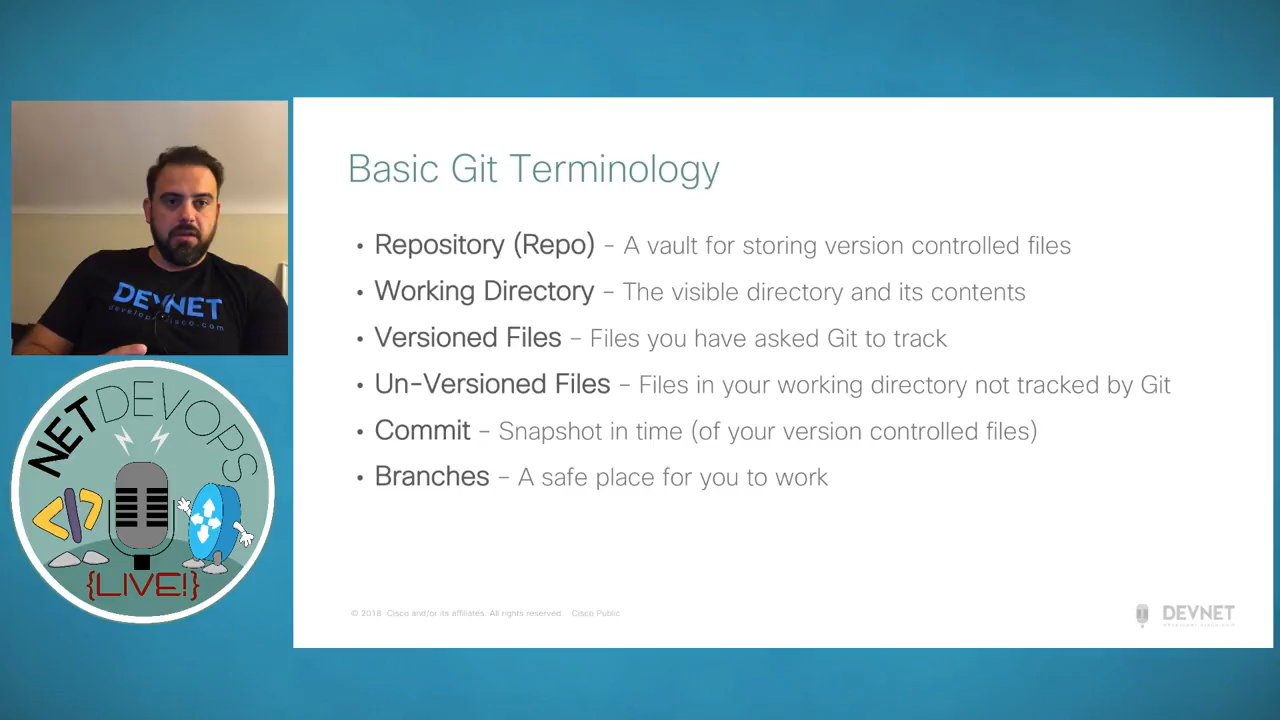 Basic Git Terminology
• Repository (Repo) – A vault for storing version controlled files
• Working Directory – The visible directory and its contents
• Versioned Files – Files you have asked Git to track
• Un-Versioned Files – Files in your working directory not tracked by Git
• Commit – Snapshot in time (of your version controlled files)
• Branches – A safe place for you to work
© 2018 Cisco and/or its affiliates. All rights reserved. Cisco Public
DEVNET
DEVNET
NETDEVOPS
</>
{LIVE!}